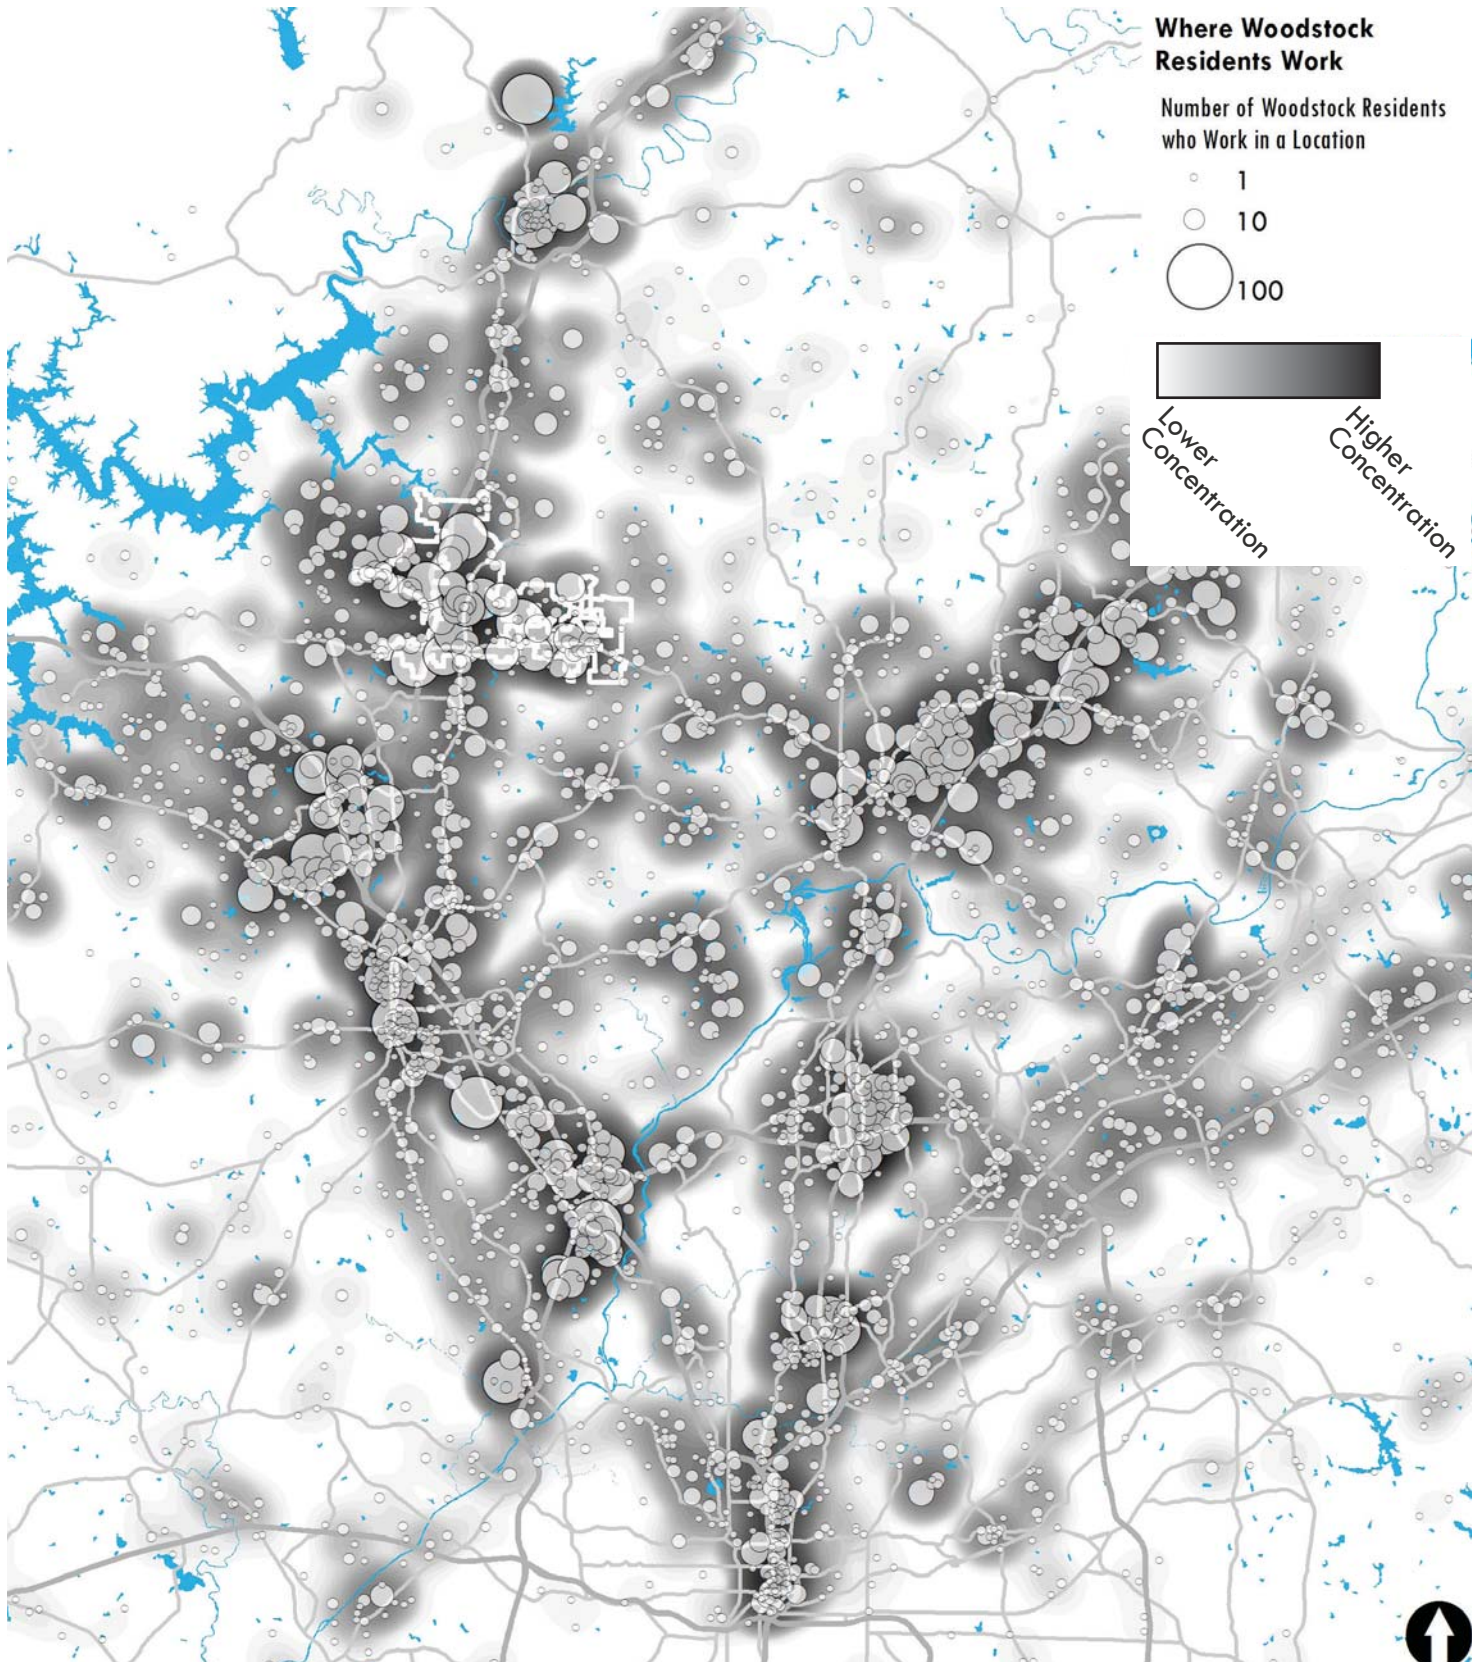 Where Woodstock
Residents Work
Number of Woodstock Residents
who Work in a Location
1
10
100
Lower
Concentration
Higher
Concentration